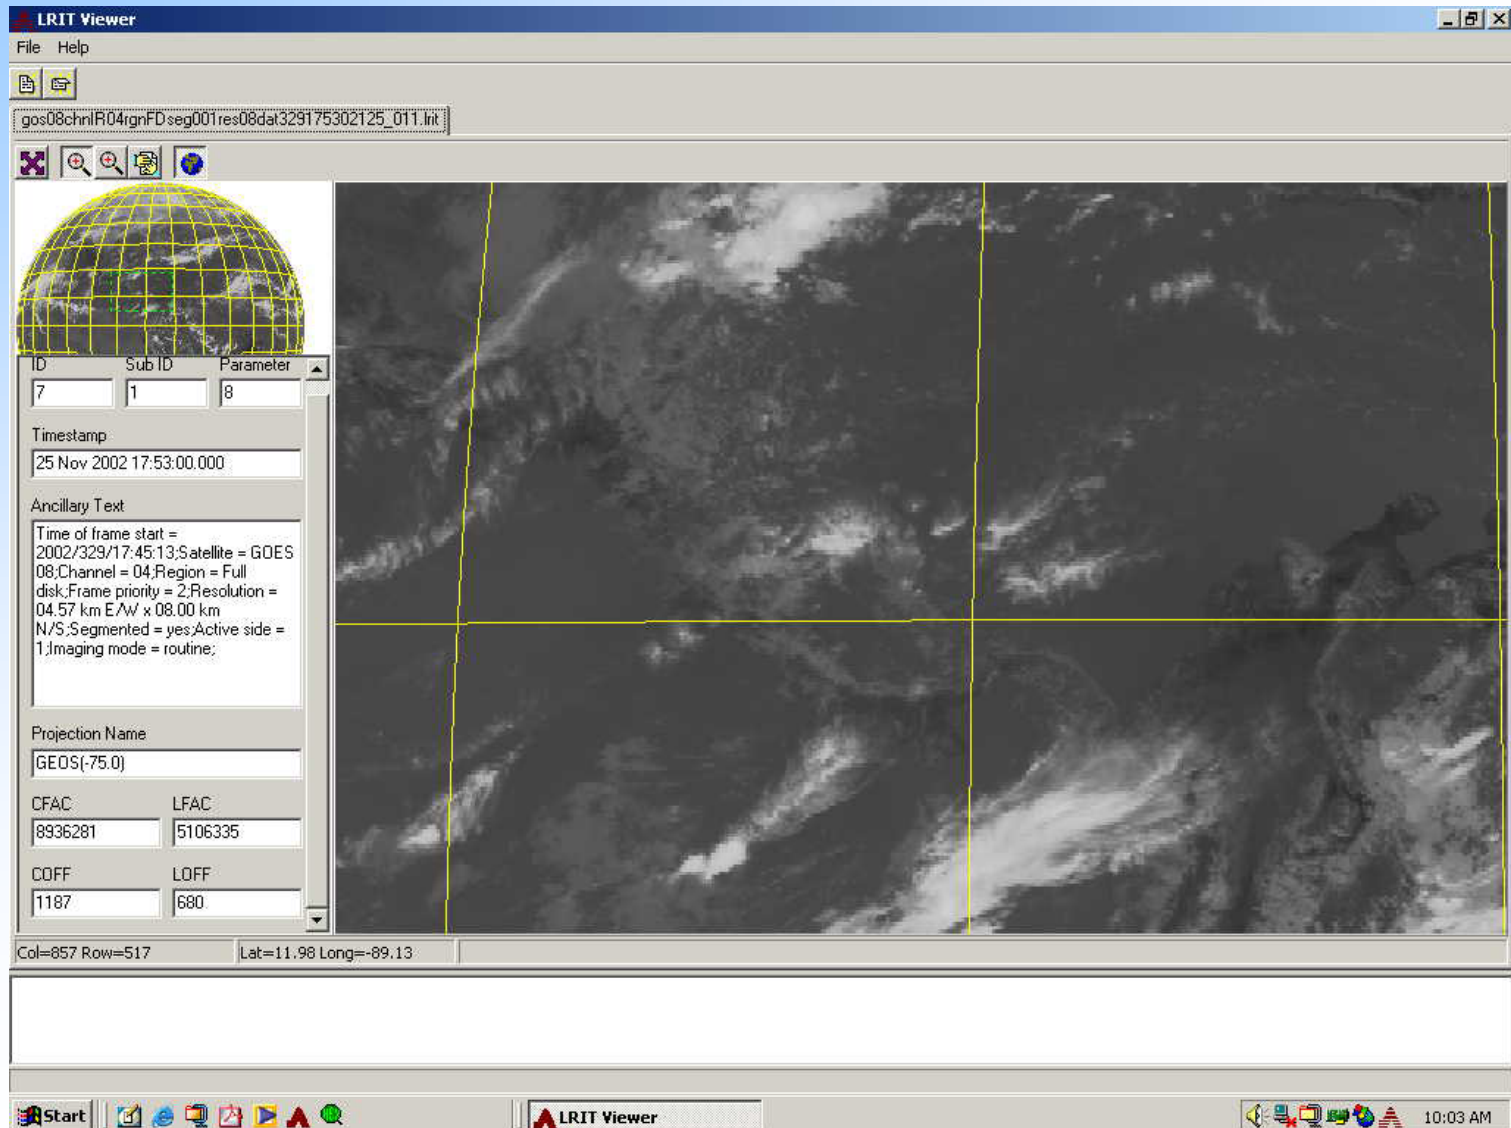 LRIT Viewer
File Help
gos08chnIR04rgnFDseg001res08dat329175302125_011.lrit
ID Sub ID Parameter
7 1 8
Timestamp
25 Nov 2002 17:53:00.000
Ancillary Text
Time of frame start =
2002/329/17:45:13;Satellite = GOES
08;Channel = 04;Region = Full
disk;Frame priority = 2;Resolution =
04.57 km E/W x 08.00 km
N/S;Segmented = yes;Active side =
1;Imaging mode = routine;
Projection Name
GEOS(-75.0)
CFAC LFAC
8936281 5106335
COFF LOFF
1187 680
Col=857 Row=517 Lat=11.98 Long=-89.13
Start LRIT Viewer 10:03 AM